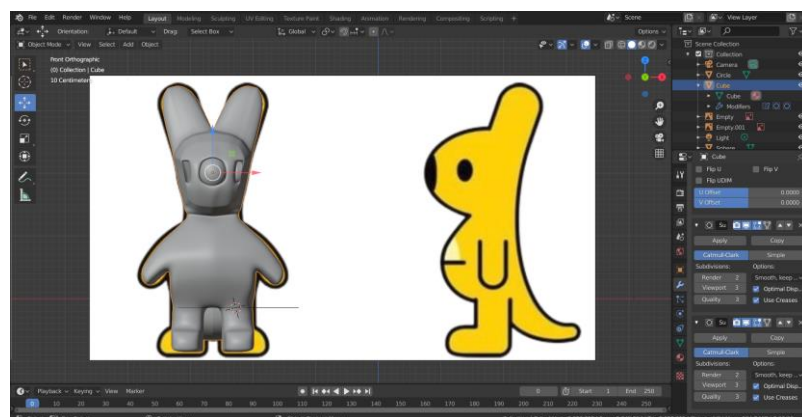 File Edit Render Window Help Layout Modeling Sculpting UV Editing Texture Paint Shading Animation Rendering Compositing Scripting + Scene View Layer
Orientation: Default Drag: Select Box Global Options
Object Mode View Select Add Object
Front Orthographic
(0) Collection | Cube
10 Centimeters
Scene Collection
Collection
Camera
Circle
Cube
Cube
Modifiers
Empty
Empty.001
Light
Sphere
Cube
Flip U Flip V
Flip UDIM
U Offset 0.0000
V Offset 0.0000
Su
Apply Copy
Catmull-Clark Simple
Subdivisions: Options:
Render 2 Smooth, keep ...
Viewport 3 Optimal Disp...
Quality 3 Use Creases
Su
Apply Copy
Catmull-Clark Simple
Subdivisions: Options:
Render 2 Smooth, keep ...
Viewport 3 Optimal Disp...
Quality 3 Use Creases
Playback Keying View Marker 0 Start 1 End 250
0 10 20 30 40 50 60 70 80 90 100 110 120 130 140 150 160 170 180 190 200 210 220 230 240 250